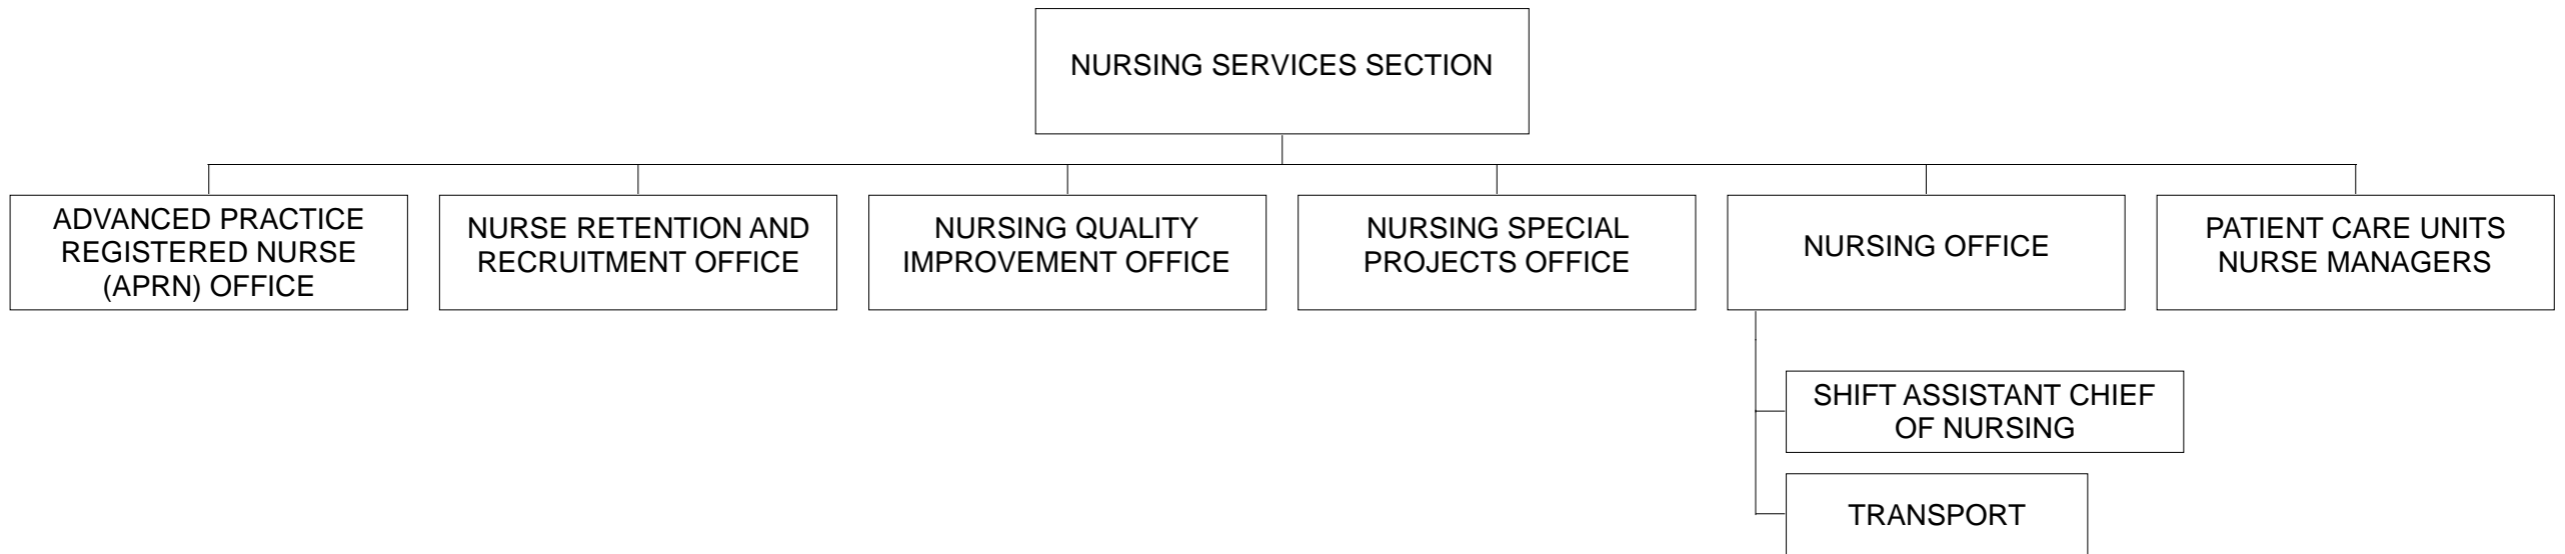 NURSING SERVICES SECTION
ADVANCED PRACTICE
REGISTERED NURSE
(APRN) OFFICE
NURSE RETENTION AND
RECRUITMENT OFFICE
NURSING QUALITY
IMPROVEMENT OFFICE
NURSING SPECIAL
PROJECTS OFFICE
NURSING OFFICE
PATIENT CARE UNITS
NURSE MANAGERS
SHIFT ASSISTANT CHIEF
OF NURSING
TRANSPORT